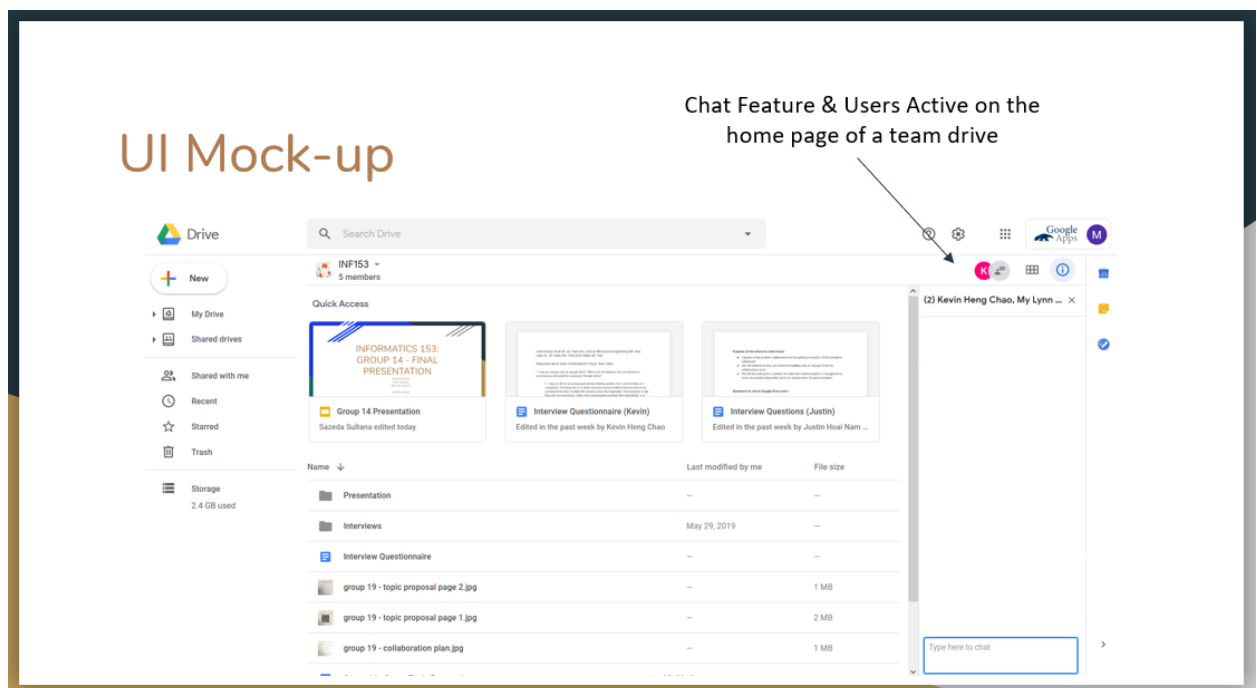 Chat Feature & Users Active on the
home page of a team drive
UI Mock-up
Drive
Search Drive
Google
Apps
M
New
INF153
5 members
K
(2) Kevin Heng Chao, My Lynn ... ×
Quick Access
My Drive
Shared drives
Shared with me
Recent
Starred
Trash
Storage
2.4 GB used
INFORMATICS 153:
GROUP 14 - FINAL
PRESENTATION
Group 14 Presentation
Sazeda Sultana edited today
Interview Questionnaire (Kevin)
Edited in the past week by Kevin Heng Chao
Interview Questions (Justin)
Edited in the past week by Justin Hoai Nam ...
Name Last modified by me File size
Presentation – –
Interviews May 29, 2019 –
Interview Questionnaire – –
group 19 - topic proposal page 2.jpg – 1 MB
group 19 - topic proposal page 1.jpg – 2 MB
group 19 - collaboration plan.jpg – 1 MB
Type here to chat